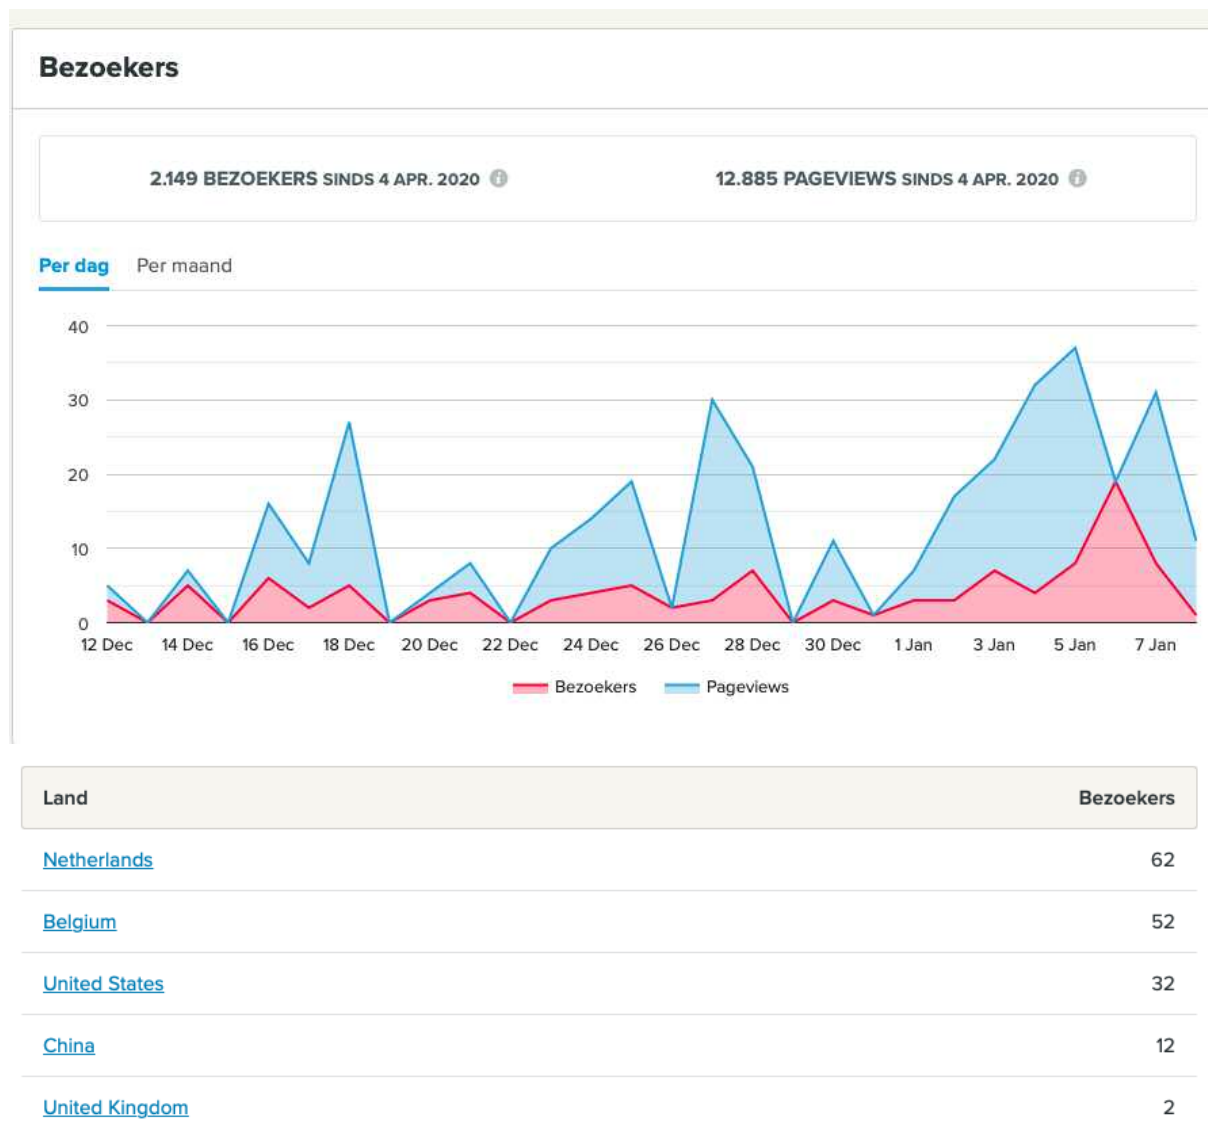 Bezoekers
2.149 BEZOEKERS SINDS 4 APR. 2020 12.885 PAGEVIEWS SINDS 4 APR. 2020
Per dag Per maand
40
30
20
10
0
12 Dec 14 Dec 16 Dec 18 Dec 20 Dec 22 Dec 24 Dec 26 Dec 28 Dec 30 Dec 1 Jan 3 Jan 5 Jan 7 Jan
Bezoekers Pageviews
Land Bezoekers
Netherlands 62
Belgium 52
United States 32
China 12
United Kingdom 2